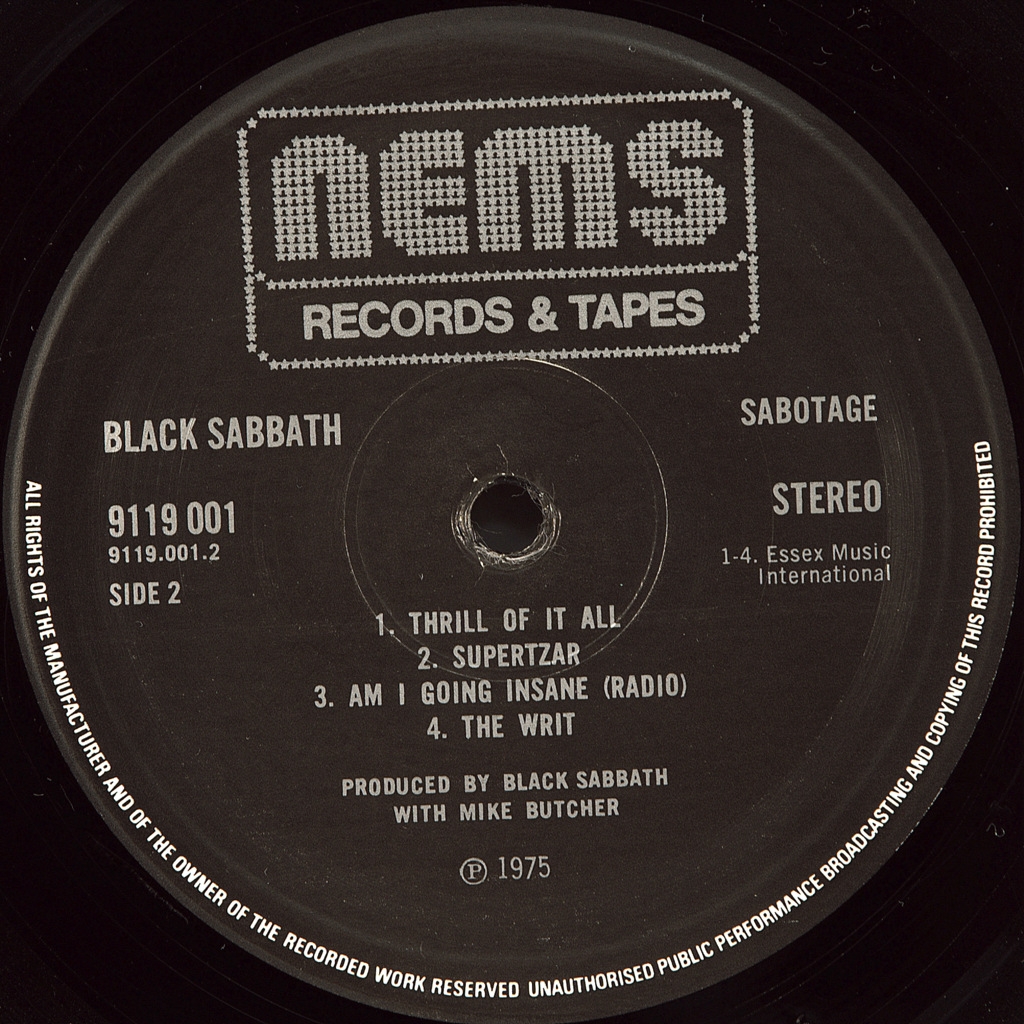 nems
RECORDS & TAPES
BLACK SABBATH
SABOTAGE
9119 001
9119.001.2
SIDE 2
STEREO
1-4. Essex Music
International
1. THRILL OF IT ALL
2. SUPERTZAR
3. AM I GOING INSANE (RADIO)
4. THE WRIT
PRODUCED BY BLACK SABBATH
WITH MIKE BUTCHER
℗ 1975
ALL RIGHTS OF THE MANUFACTURER AND OF THE OWNER OF THE RECORDED WORK RESERVED UNAUTHORISED PUBLIC PERFORMANCE BROADCASTING AND COPYING OF THIS RECORD PROHIBITED